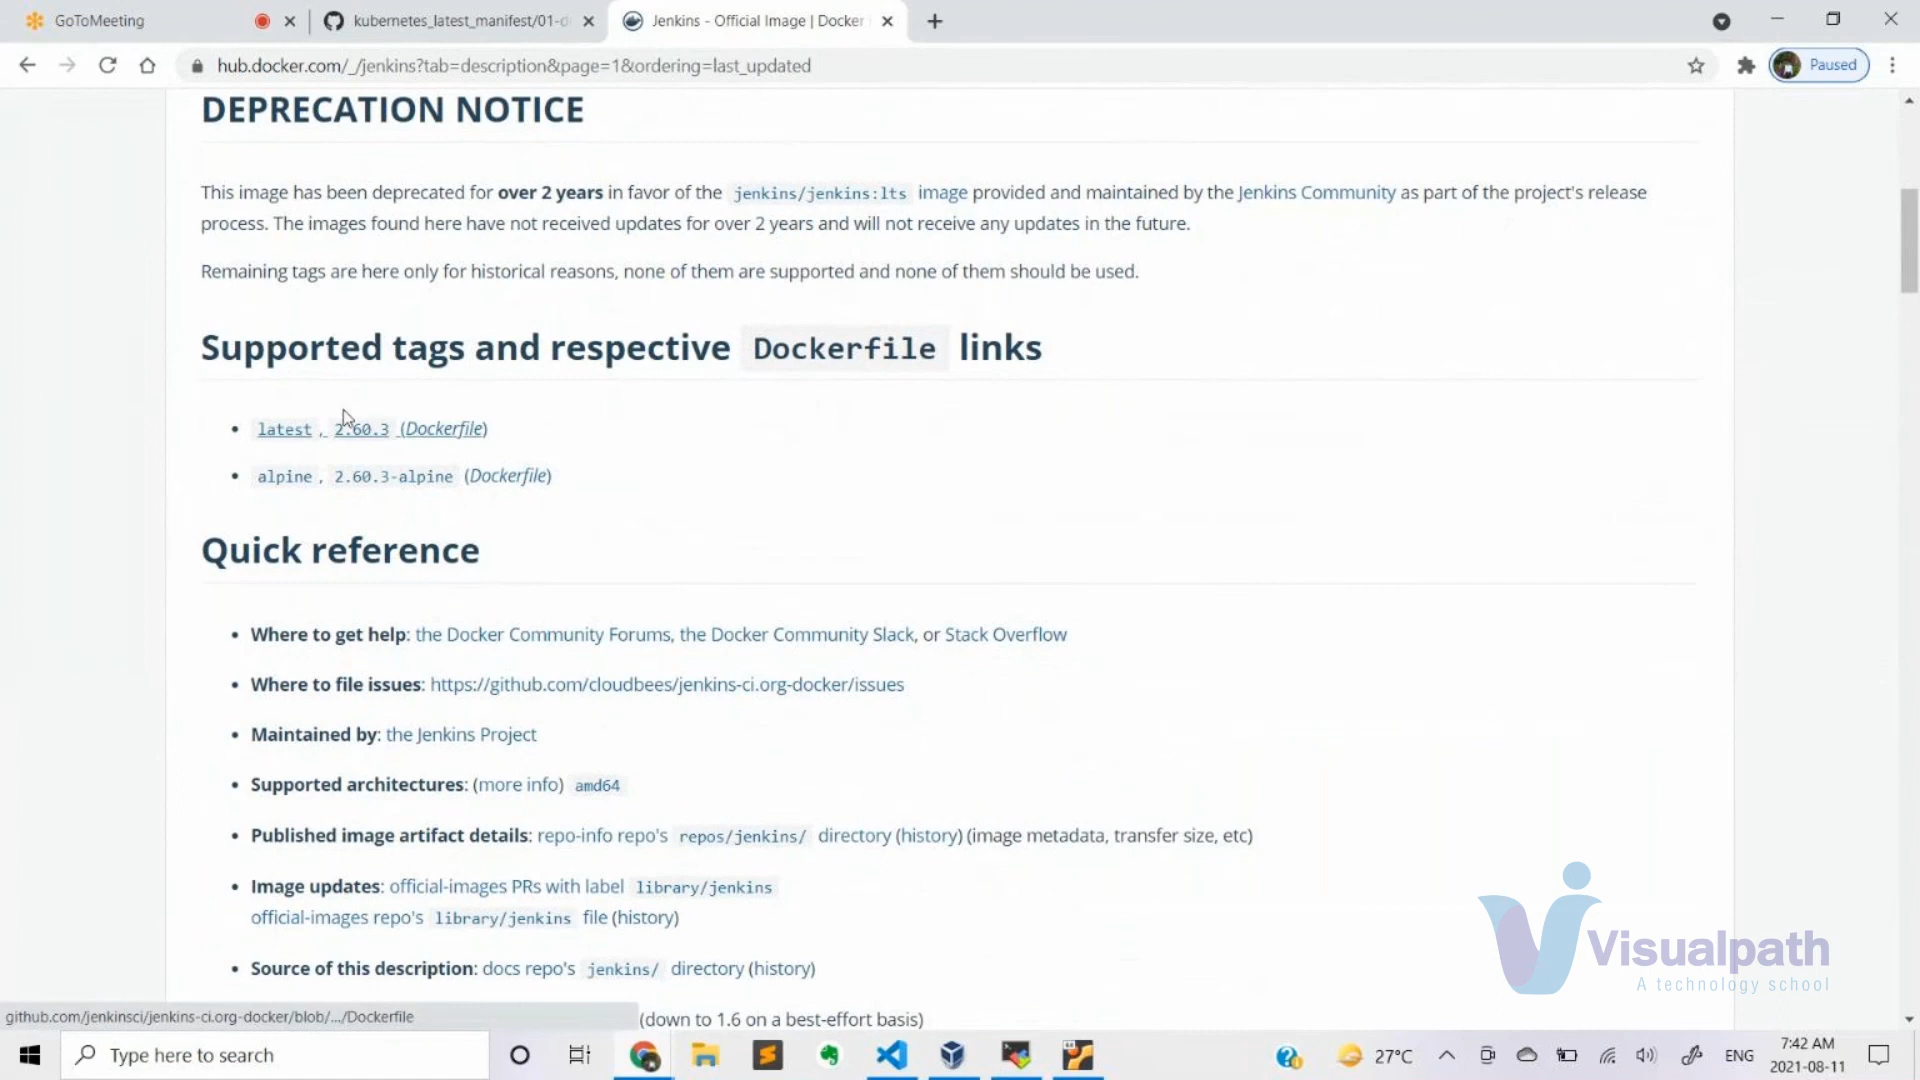 GoToMeeting
kubernetes_latest_manifest/01-d
Jenkins - Official Image | Docker
hub.docker.com/_/jenkins?tab=description&page=1&ordering=last_updated
Paused
DEPRECATION NOTICE
This image has been deprecated for over 2 years in favor of the jenkins/jenkins:lts image provided and maintained by the Jenkins Community as part of the project's release
process. The images found here have not received updates for over 2 years and will not receive any updates in the future.
Remaining tags are here only for historical reasons, none of them are supported and none of them should be used.
Supported tags and respective Dockerfile links
latest, 2.60.3 (Dockerfile)
alpine, 2.60.3-alpine (Dockerfile)
Quick reference
Where to get help: the Docker Community Forums, the Docker Community Slack, or Stack Overflow
Where to file issues: https://github.com/cloudbees/jenkins-ci.org-docker/issues
Maintained by: the Jenkins Project
Supported architectures: (more info) amd64
Published image artifact details: repo-info repo's repos/jenkins/ directory (history) (image metadata, transfer size, etc)
Image updates: official-images PRs with label library/jenkins
official-images repo's library/jenkins file (history)
Source of this description: docs repo's jenkins/ directory (history)
Visualpath
A technology school
github.com/jenkinsci/jenkins-ci.org-docker/blob/.../Dockerfile
(down to 1.6 on a best-effort basis)
Type here to search
27°C
ENG
7:42 AM
2021-08-11